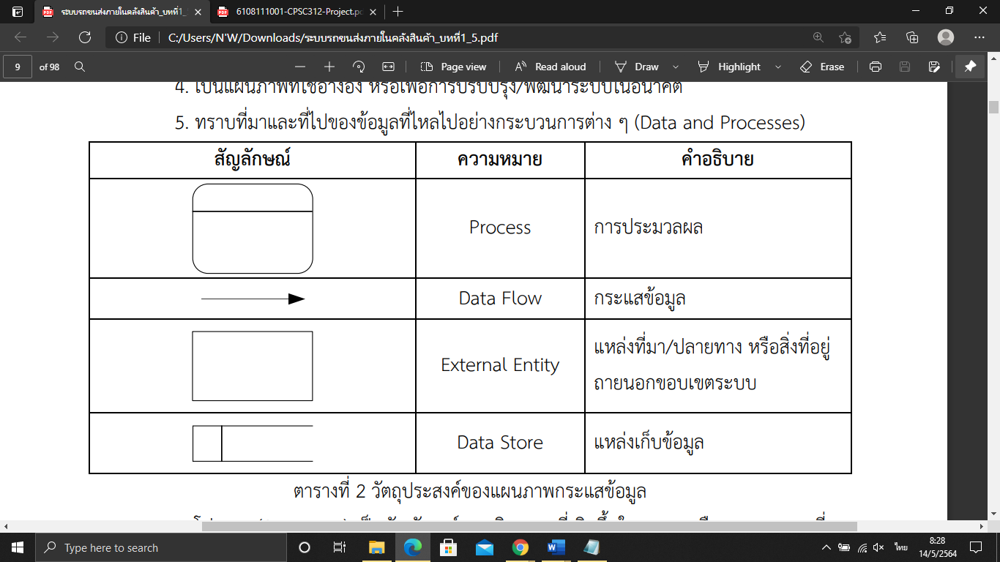 ระบบรถขนส่งภายในคลังสินค้า_บทที่1_
6108111001-CPSC312-Project.p
File
C:/Users/N'W/Downloads/ระบบรถขนส่งภายในคลังสินค้า_บทที่1_5.pdf
9 of 98
Page view
Read aloud
Draw
Highlight
Erase
4. เป็นแผนภาพที่ใช้อ้างอิง หรือเพื่อการปรับปรุง/พัฒนาระบบในอนาคต
5. ทราบที่มาและที่ไปของข้อมูลที่ไหลไปอย่างกระบวนการต่าง ๆ (Data and Processes)
สัญลักษณ์ ความหมาย คำอธิบาย
Process การประมวลผล
Data Flow กระแสข้อมูล
External Entity แหล่งที่มา/ปลายทาง หรือสิ่งที่อยู่
ถายนอกขอบเขตระบบ
Data Store แหล่งเก็บข้อมูล
ตารางที่ 2 วัตถุประสงค์ของแผนภาพกระแสข้อมูล
Type here to search
ไทย
8:28
14/5/2564